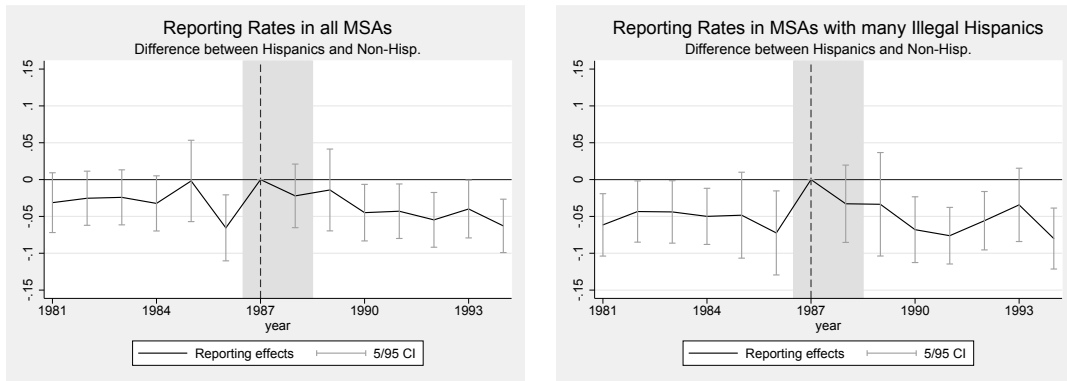 Reporting Rates in all MSAs
Difference between Hispanics and Non-Hisp.
.15
.1
.05
0
-.05
-.1
-.15
1981 1984 1987 1990 1993
year
Reporting effects 5/95 CI
Reporting Rates in MSAs with many Illegal Hispanics
Difference between Hispanics and Non-Hisp.
.15
.1
.05
0
-.05
-.1
-.15
1981 1984 1987 1990 1993
year
Reporting effects 5/95 CI